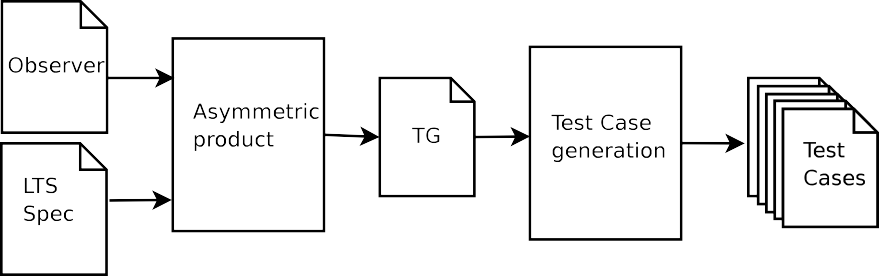 Observer
LTS
Spec
Asymmetric
product
TG
Test Case
generation
Test
Cases